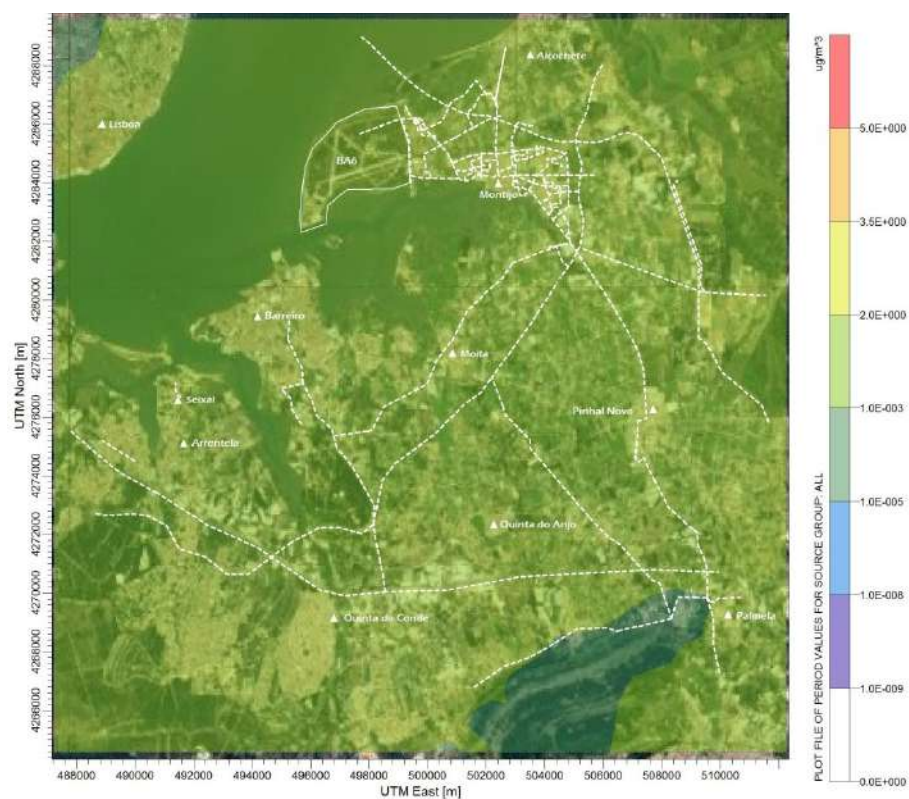 ug/m^3
5.0E+000
3.5E+000
2.0E+000
1.0E-003
1.0E-005
1.0E-008
1.0E-009
0.0E+000
PLOT FILE OF PERIOD VALUES FOR SOURCE GROUP: ALL
UTM North [m]
4288000
4286000
4284000
4282000
4280000
4278000
4276000
4274000
4272000
4270000
4268000
4266000
Alcochete
Lisboa
BA6
Montijo
Barreiro
Moita
Seixal
Pinhal Novo
Arrentela
Quinta do Anjo
Quinta do Conde
Palmela
488000 490000 492000 494000 496000 498000 500000 502000 504000 506000 508000 510000
UTM East [m]